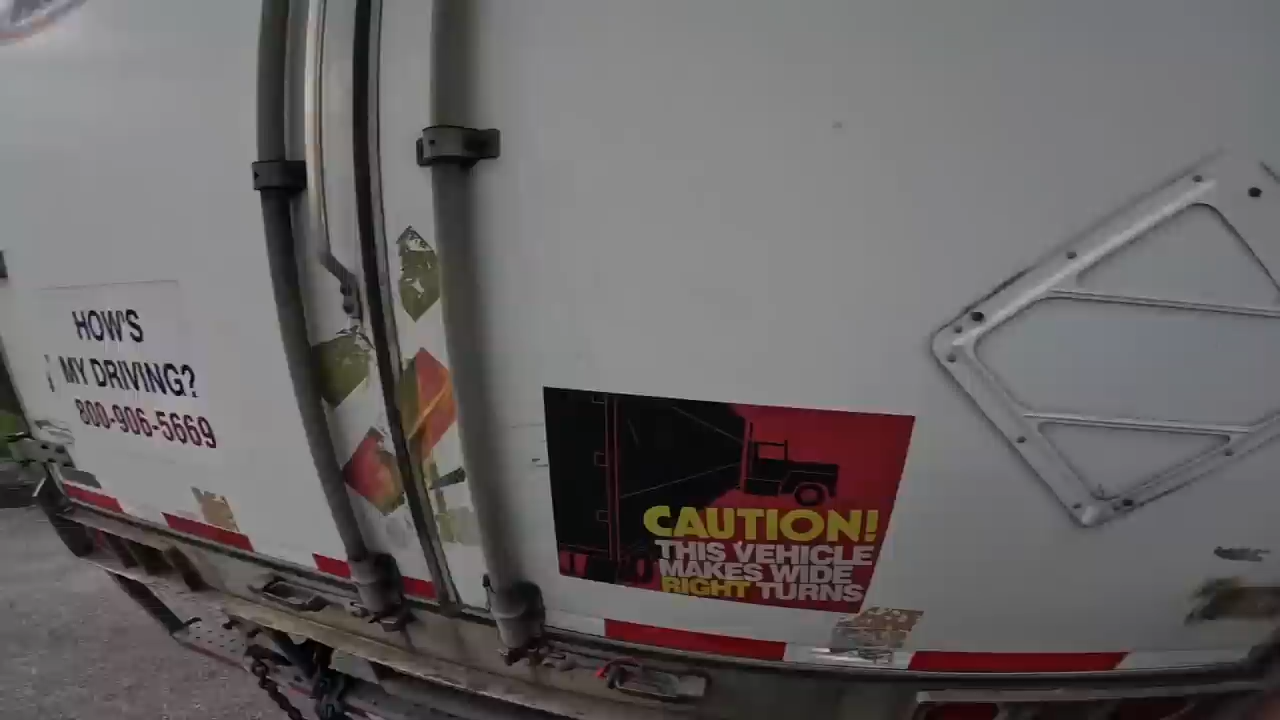 HOW'S
MY DRIVING?
800-906-5669
CAUTION!
THIS VEHICLE
MAKES WIDE
RIGHT TURNS